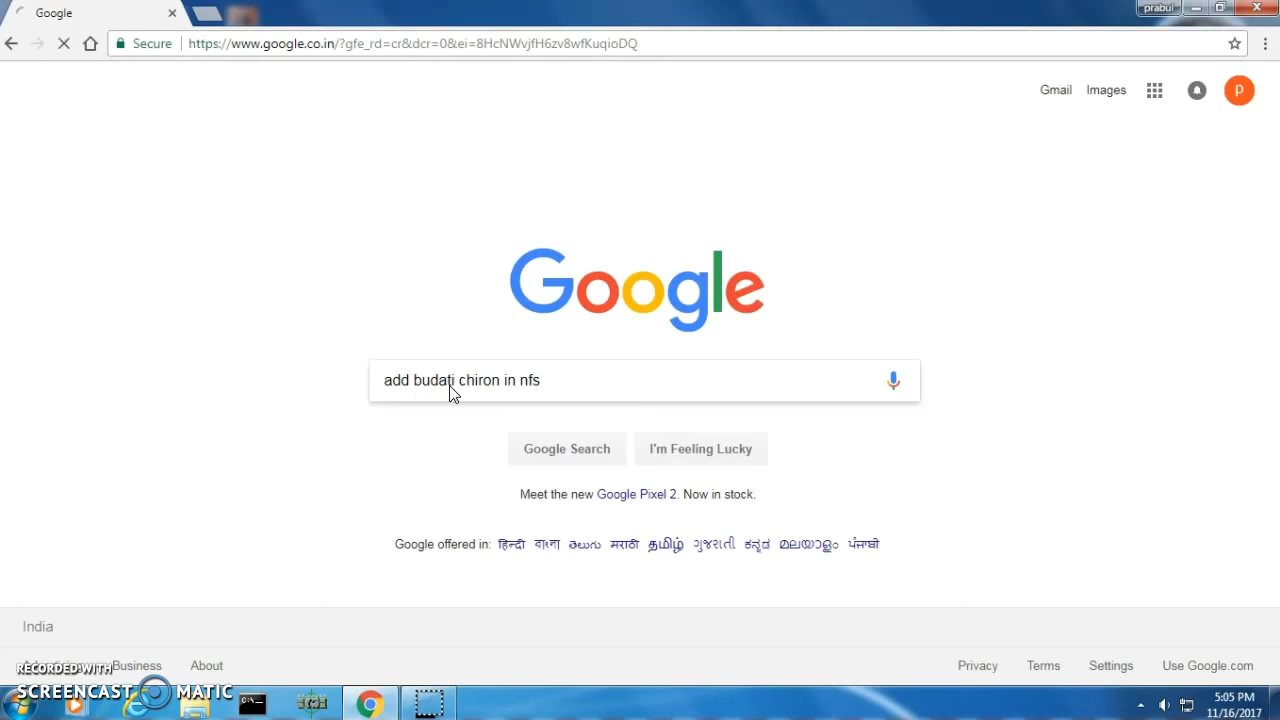 Google
prabul
Secure https://www.google.co.in/?gfe_rd=cr&dcr=0&ei=8HcNWvjfH6zv8wfKuqioDQ
Gmail Images P
Google
add budati chiron in nfs
Google Search I'm Feeling Lucky
Meet the new Google Pixel 2. Now in stock.
Google offered in: हिन्दी বাংলা తెలుగు मराठी தமிழ் ગુજરાતી ಕನ್ನಡ മലയാളം ਪੰਜਾਬੀ
India
Business About Privacy Terms Settings Use Google.com
RECORDED WITH
SCREENCAST MATIC
5:05 PM
11/16/2017